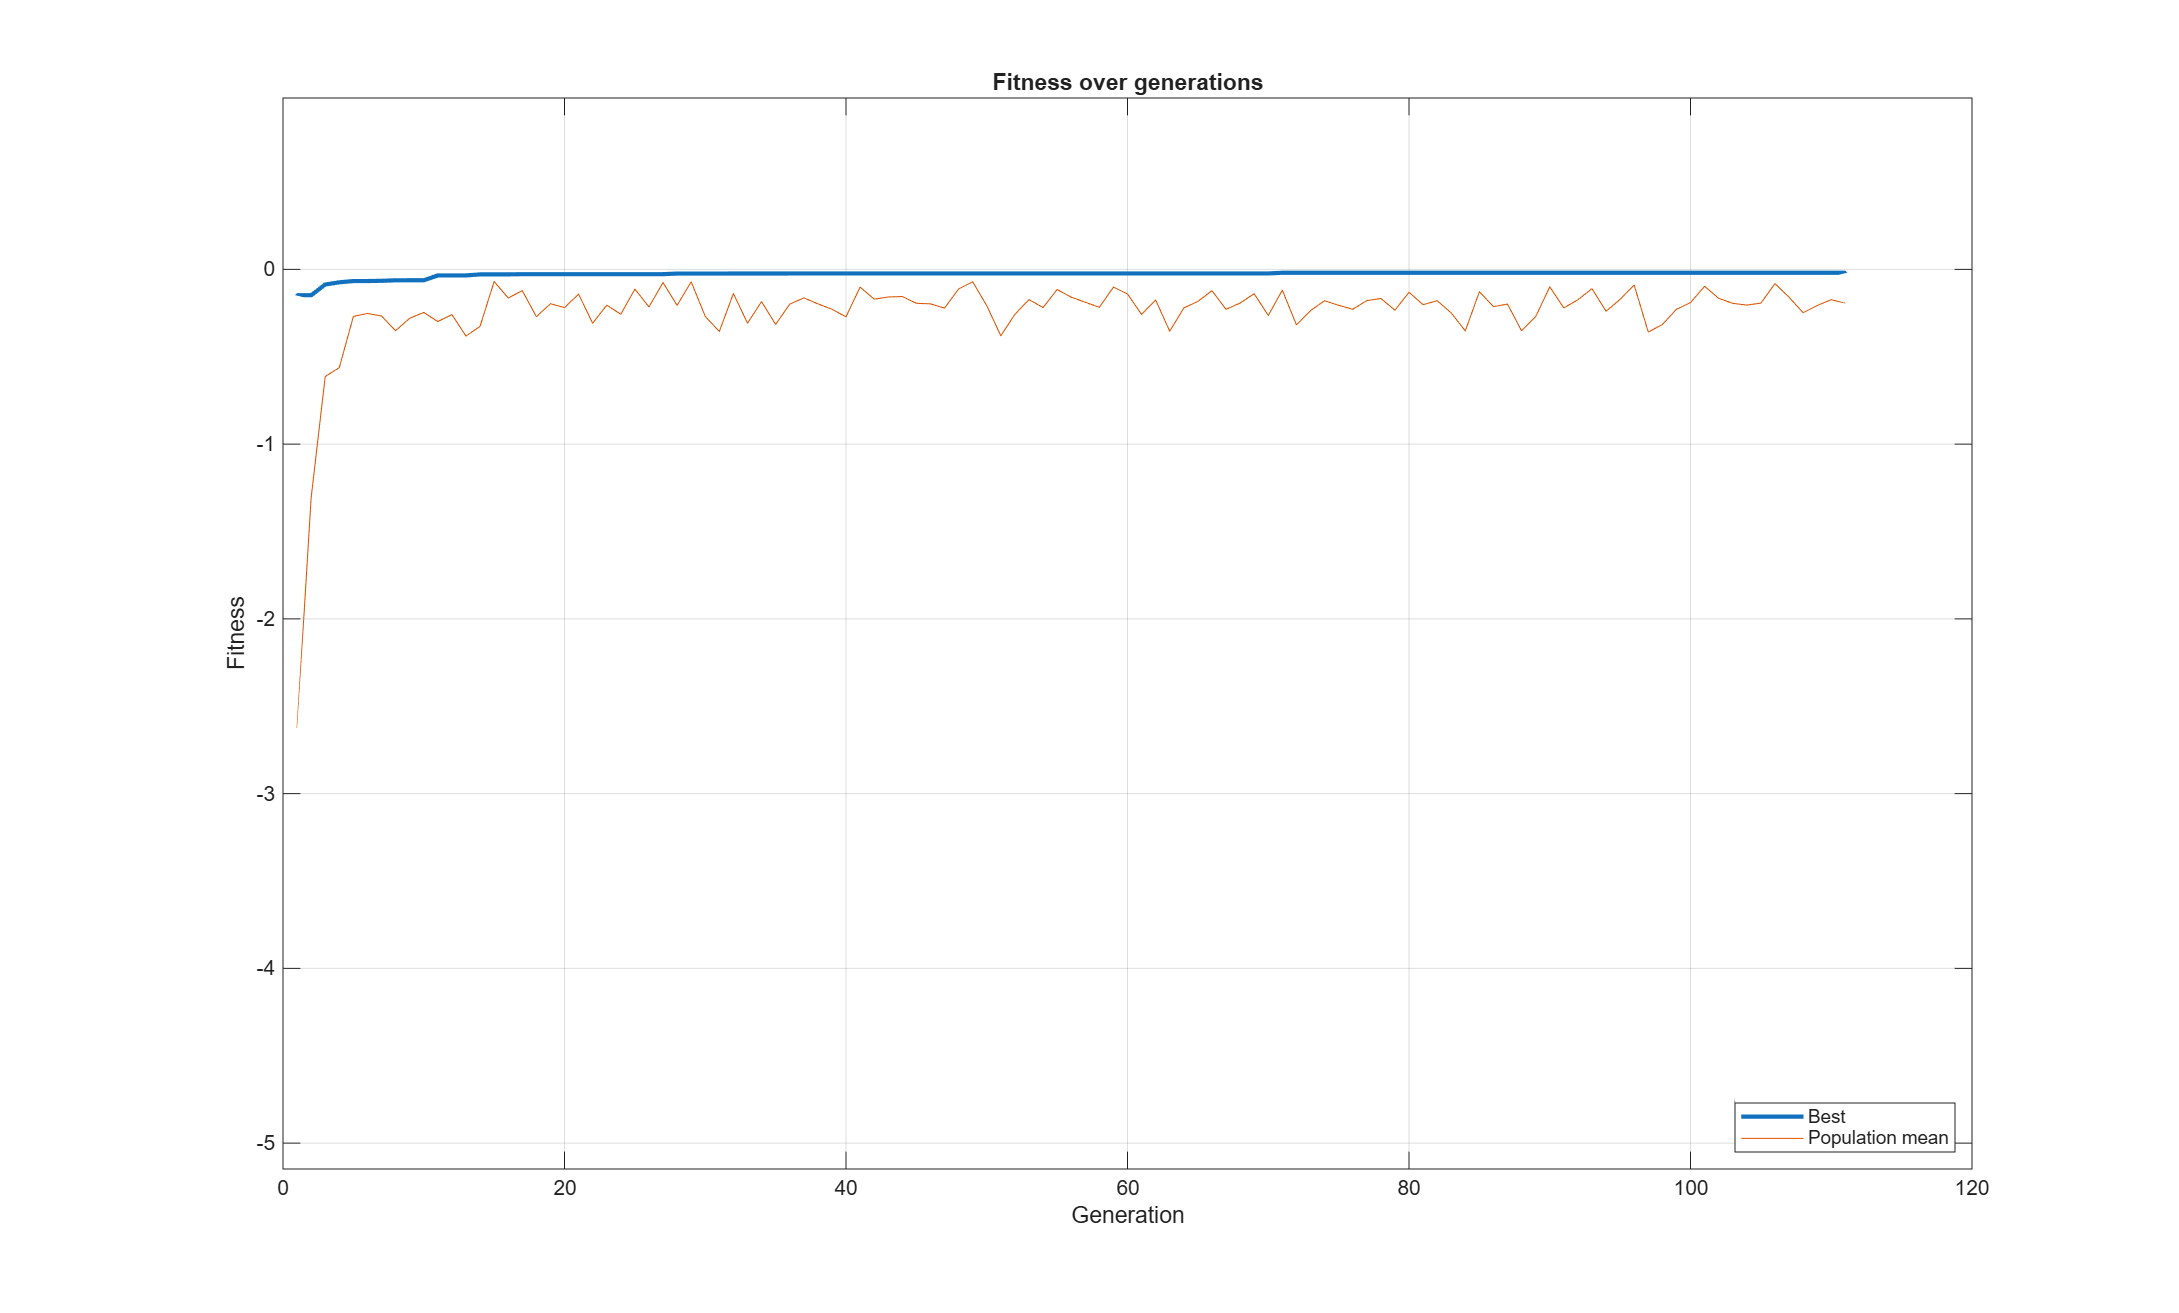 Fitness over generations
0
-1
-2
-3
-4
-5
Fitness
0 20 40 60 80 100 120
Generation
Best
Population mean